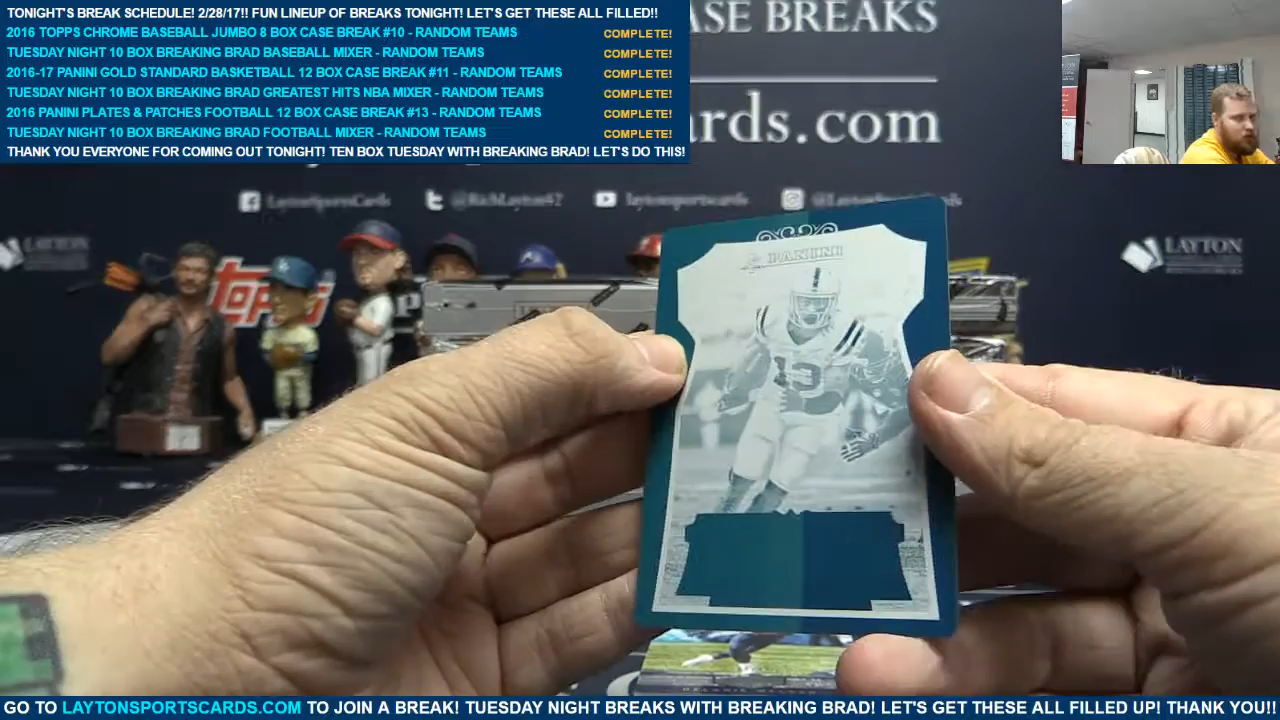 TONIGHT'S BREAK SCHEDULE! 2/28/17!! FUN LINEUP OF BREAKS TONIGHT! LET'S GET THESE ALL FILLED!!
2016 TOPPS CHROME BASEBALL JUMBO 8 BOX CASE BREAK #10 - RANDOM TEAMS COMPLETE!
TUESDAY NIGHT 10 BOX BREAKING BRAD BASEBALL MIXER - RANDOM TEAMS COMPLETE!
2016-17 PANINI GOLD STANDARD BASKETBALL 12 BOX CASE BREAK #11 - RANDOM TEAMS COMPLETE!
TUESDAY NIGHT 10 BOX BREAKING BRAD GREATEST HITS NBA MIXER - RANDOM TEAMS COMPLETE!
2016 PANINI PLATES & PATCHES FOOTBALL 12 BOX CASE BREAK #13 - RANDOM TEAMS COMPLETE!
TUESDAY NIGHT 10 BOX BREAKING BRAD FOOTBALL MIXER - RANDOM TEAMS COMPLETE!
THANK YOU EVERYONE FOR COMING OUT TONIGHT! TEN BOX TUESDAY WITH BREAKING BRAD! LET'S DO THIS!
ASE BREAKS
rds.com
LaytonSportsCards @RichLayton42 laytonsportscards
LAYTON
LAYTON
TOPPS
PANINI
13
GO TO LAYTONSPORTSCARDS.COM TO JOIN A BREAK! TUESDAY NIGHT BREAKS WITH BREAKING BRAD! LET'S GET THESE ALL FILLED UP! THANK YOU!!